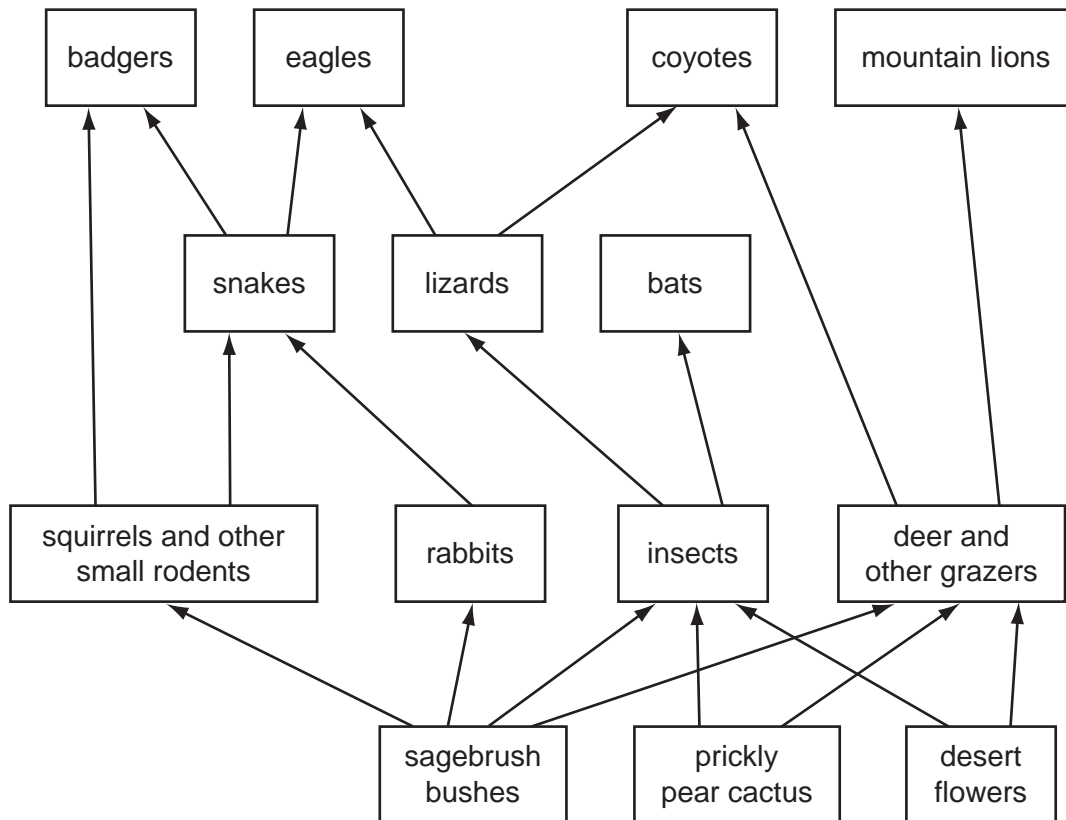 badgers
eagles
coyotes
mountain lions
snakes
lizards
bats
squirrels and other
small rodents
rabbits
insects
deer and
other grazers
sagebrush
bushes
prickly
pear cactus
desert
flowers